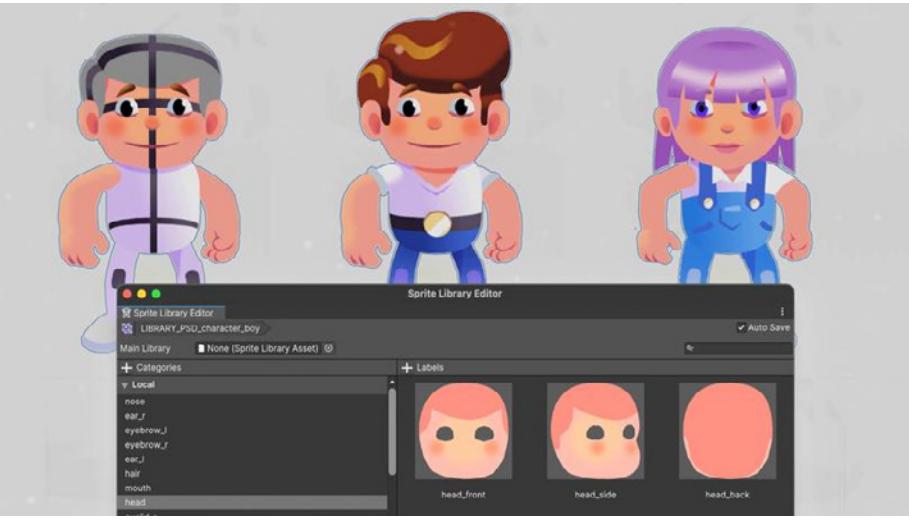 Sprite Library Editor
Sprite Library Editor
LIBRARY_PSD_character_boy
Auto Save
Main Library
None (Sprite Library Asset)
+ Categories
+ Labels
Local
nose
ear_r
eyebrow_l
eyebrow_r
ear_l
hair
mouth
head
head_front
head_side
head_back